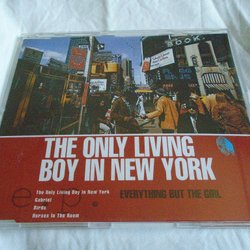 BOOK
THE ONLY LIVING
BOY IN NEW YORK
e.p.
EVERYTHING BUT THE GIRL
The Only Living Boy In New York
Gabriel
Birds
Horses In The Room